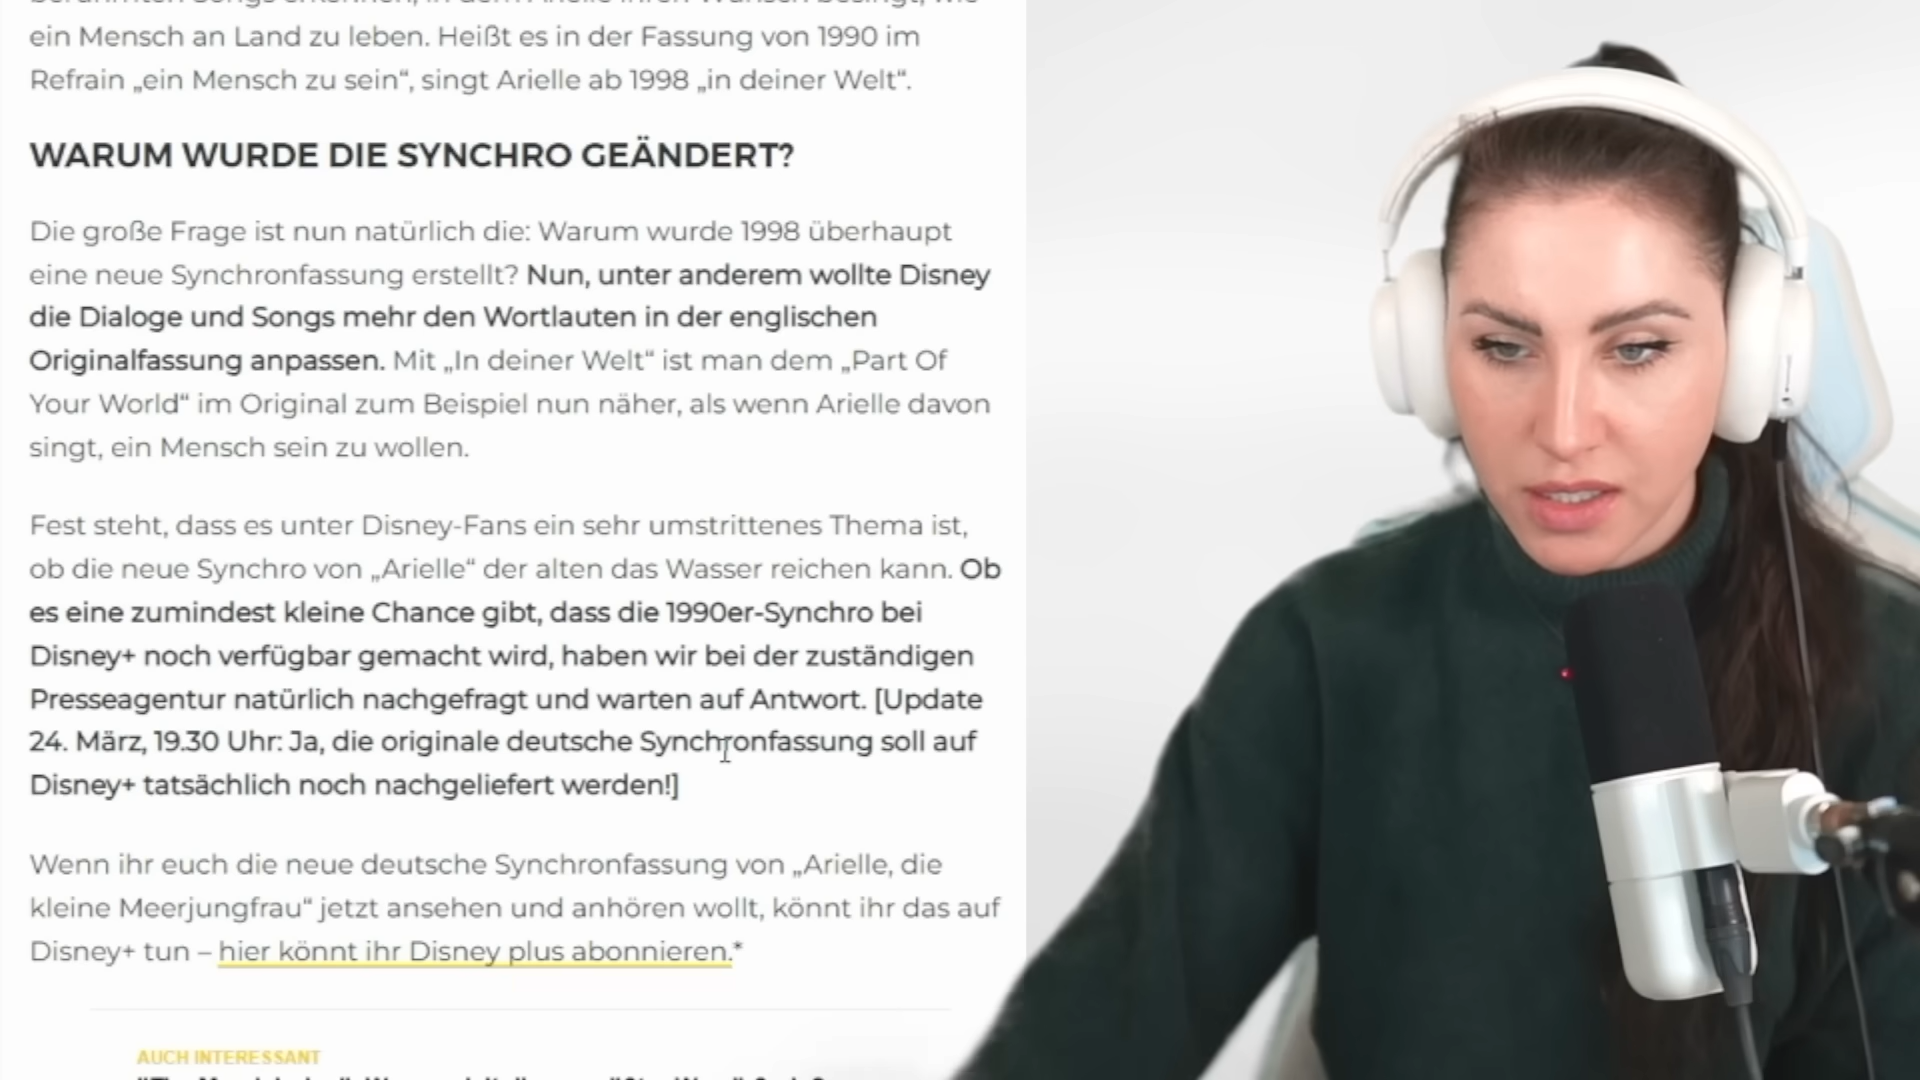 ein Mensch an Land zu leben. Heißt es in der Fassung von 1990 im
Refrain „ein Mensch zu sein“, singt Arielle ab 1998 „in deiner Welt“.
WARUM WURDE DIE SYNCHRO GEÄNDERT?
Die große Frage ist nun natürlich die: Warum wurde 1998 überhaupt
eine neue Synchronfassung erstellt? Nun, unter anderem wollte Disney
die Dialoge und Songs mehr den Wortlauten in der englischen
Originalfassung anpassen. Mit „In deiner Welt“ ist man dem „Part Of
Your World“ im Original zum Beispiel nun näher, als wenn Arielle davon
singt, ein Mensch sein zu wollen.
Fest steht, dass es unter Disney-Fans ein sehr umstrittenes Thema ist,
ob die neue Synchro von „Arielle“ der alten das Wasser reichen kann. Ob
es eine zumindest kleine Chance gibt, dass die 1990er-Synchro bei
Disney+ noch verfügbar gemacht wird, haben wir bei der zuständigen
Presseagentur natürlich nachgefragt und warten auf Antwort. [Update
24. März, 19.30 Uhr: Ja, die originale deutsche Synchronfassung soll auf
Disney+ tatsächlich noch nachgeliefert werden!]
Wenn ihr euch die neue deutsche Synchronfassung von „Arielle, die
kleine Meerjungfrau“ jetzt ansehen und anhören wollt, könnt ihr das auf
Disney+ tun – hier könnt ihr Disney plus abonnieren.*
AUCH INTERESSANT